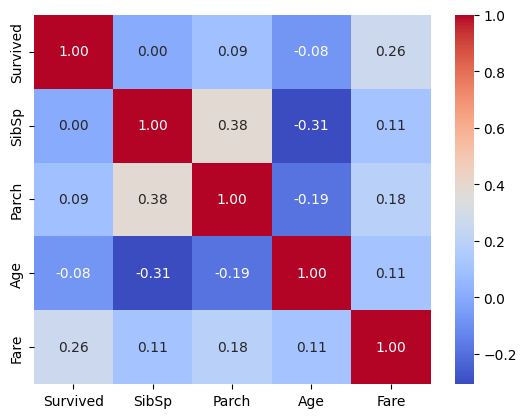 Survived 1.00 0.00 0.09 -0.08 0.26
SibSp 0.00 1.00 0.38 -0.31 0.11
Parch 0.09 0.38 1.00 -0.19 0.18
Age -0.08 -0.31 -0.19 1.00 0.11
Fare 0.26 0.11 0.18 0.11 1.00
Survived SibSp Parch Age Fare
1.0
0.8
0.6
0.4
0.2
0.0
−0.2